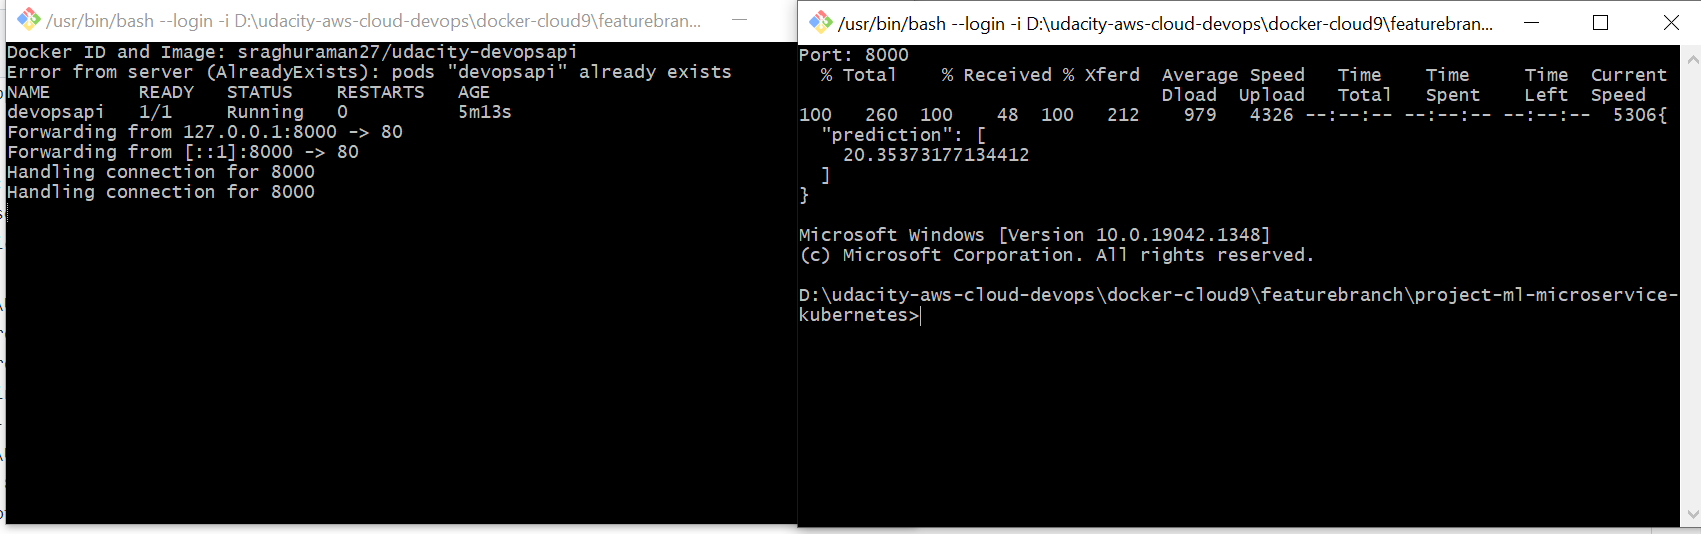 /usr/bin/bash --login -i D:\udacity-aws-cloud-devops\docker-cloud9\featurebran...
Docker ID and Image: sraghuraman27/udacity-devopsapi
Error from server (AlreadyExists): pods "devopsapi" already exists
NAME        READY   STATUS    RESTARTS   AGE
devopsapi   1/1     Running   0          5m13s
Forwarding from 127.0.0.1:8000 -> 80
Forwarding from [::1]:8000 -> 80
Handling connection for 8000
Handling connection for 8000
/usr/bin/bash --login -i D:\udacity-aws-cloud-devops\docker-cloud9\featurebran...
Port: 8000
  % Total    % Received % Xferd  Average Speed   Time    Time     Time  Current
                                 Dload  Upload   Total   Spent    Left  Speed
100   260  100    48  100   212    979   4326 --:--:-- --:--:-- --:--:--  5306{
  "prediction": [
    20.35373177134412
  ]
}
Microsoft Windows [Version 10.0.19042.1348]
(c) Microsoft Corporation. All rights reserved.
D:\udacity-aws-cloud-devops\docker-cloud9\featurebranch\project-ml-microservice-
kubernetes>